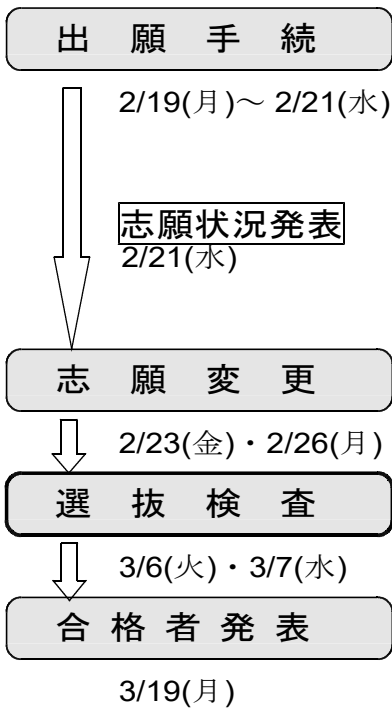 出願手続
2/19(月)～ 2/21(水)
志願状況発表
2/21(水)
志願変更
2/23(金)・2/26(月)
選抜検査
3/6(火)・3/7(水)
合格者発表
3/19(月)